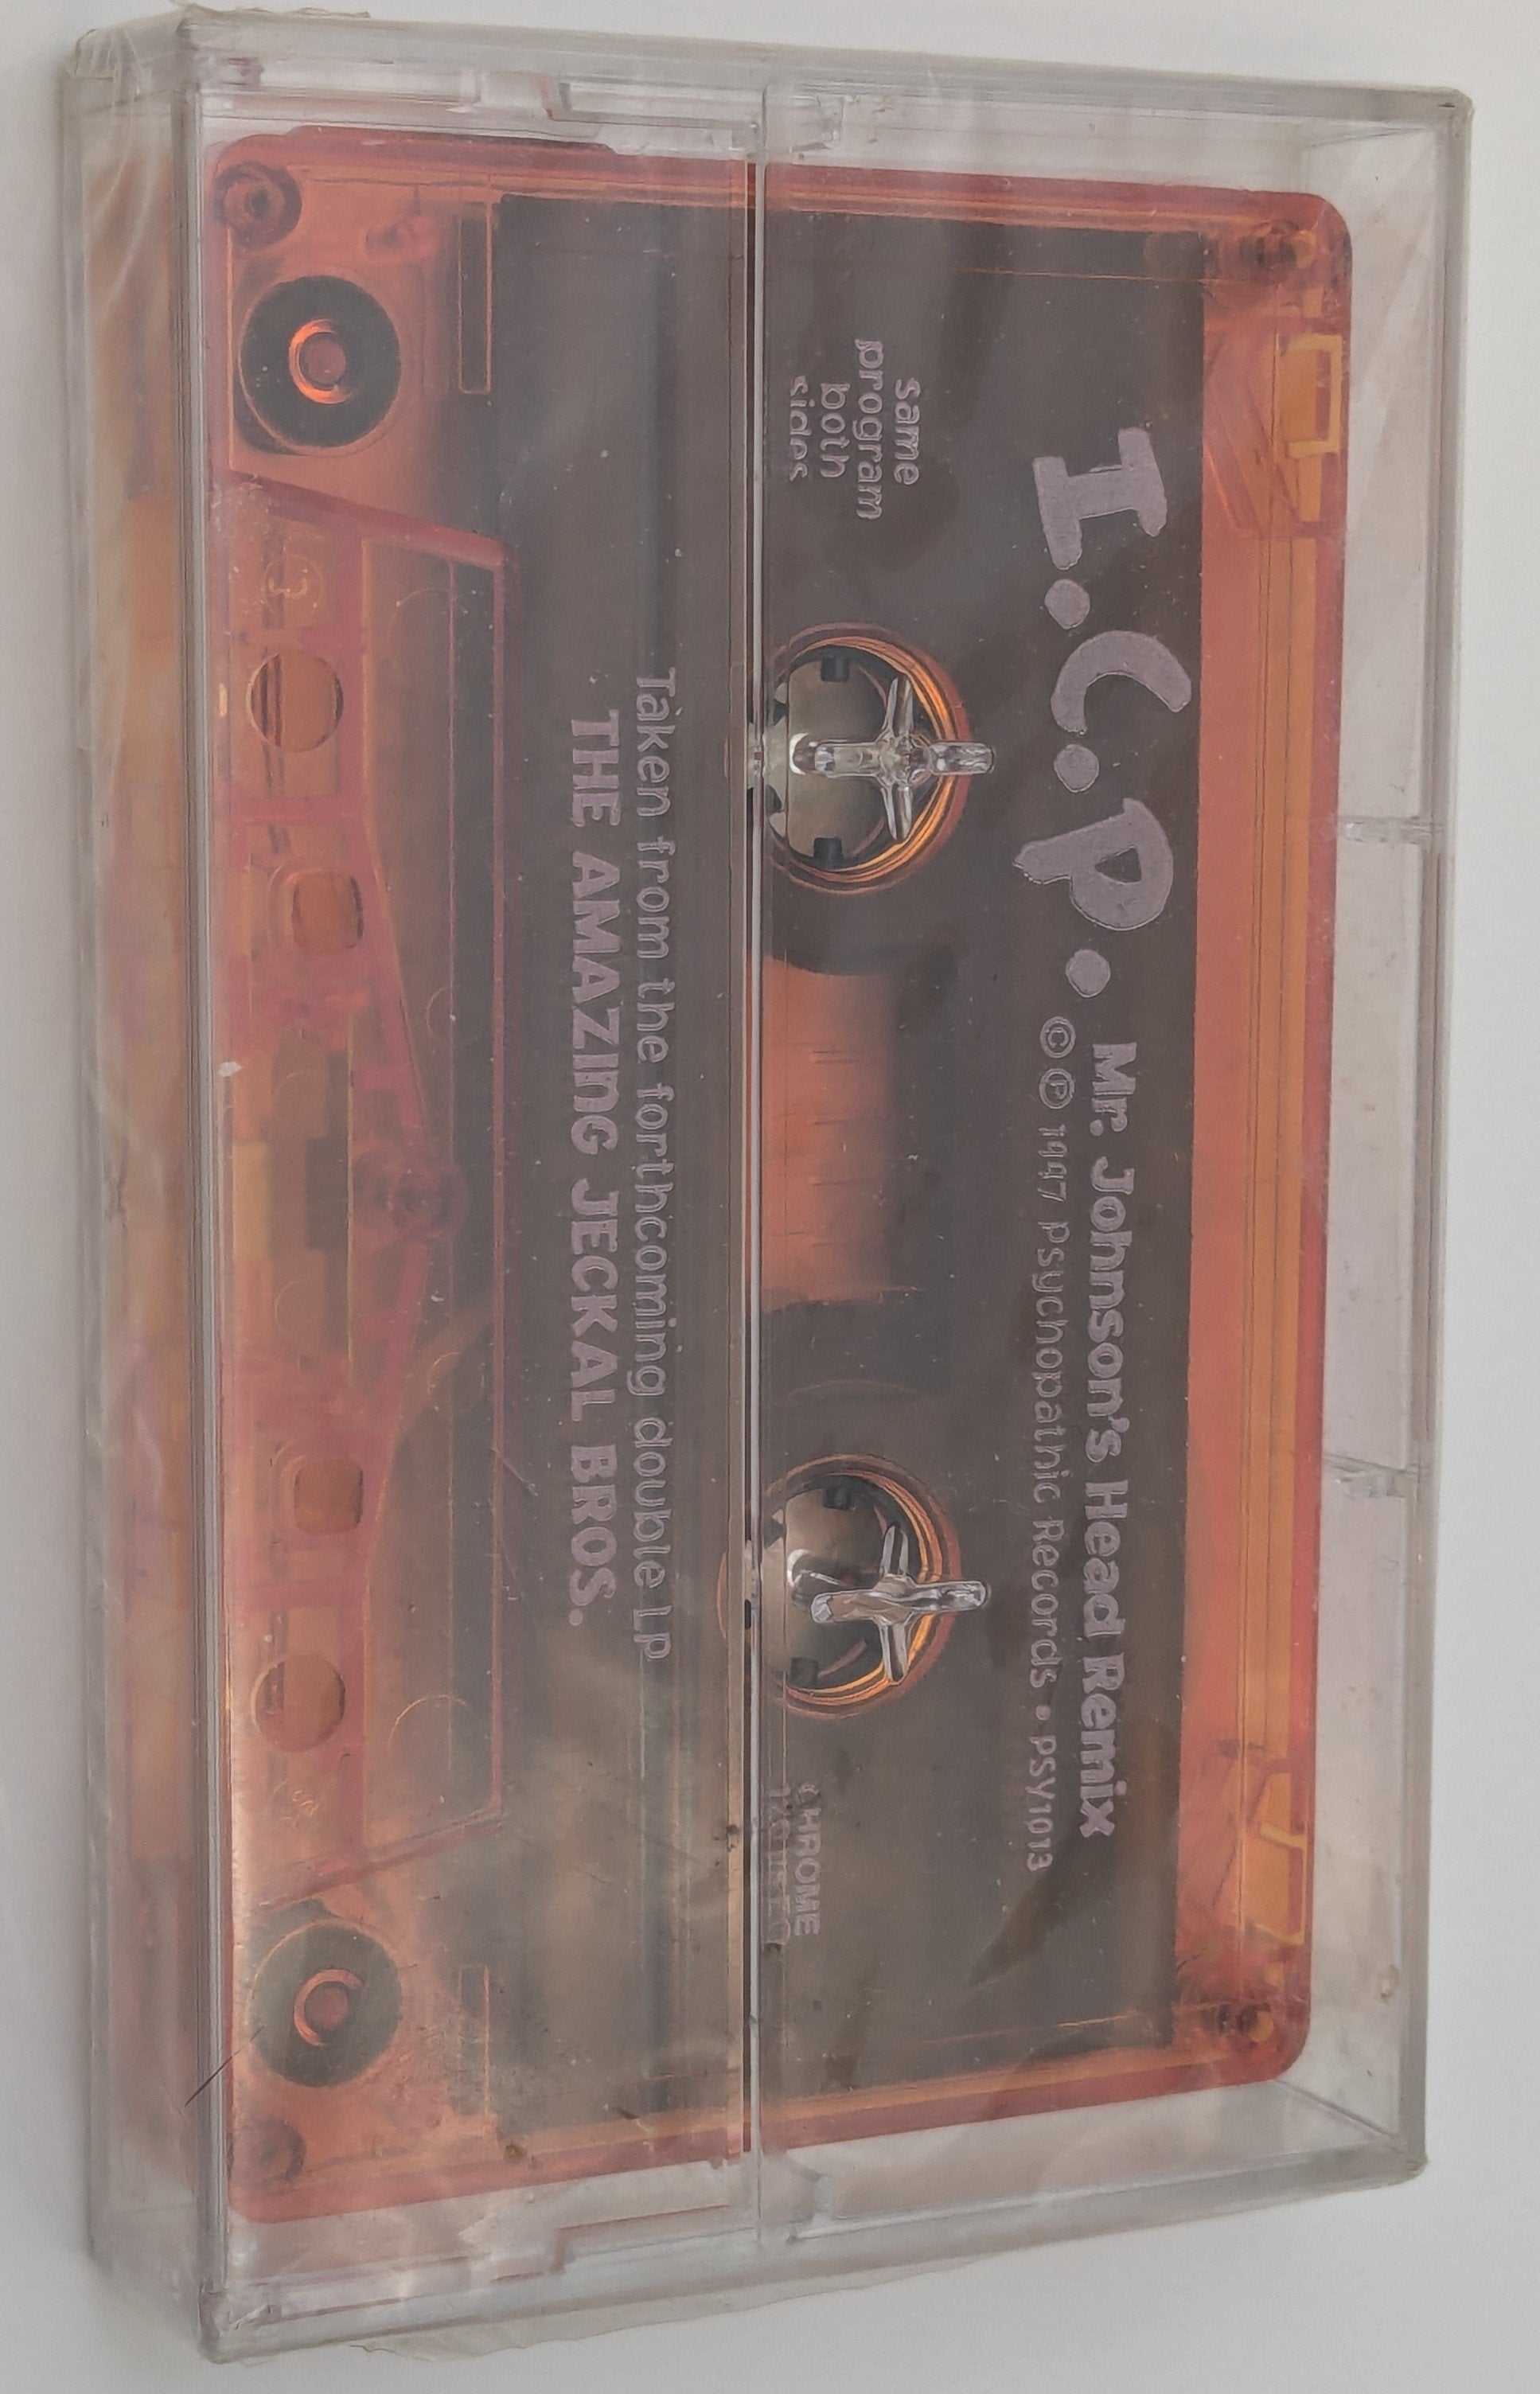 I.C.P. • Mr. Johnson's Head Remix
© ℗ 1997 Psychopathic Records • PSY1013
same
program
both
sides
CHROME
Taken from the forthcoming double LP
THE AMAZING JECKAL BROS.